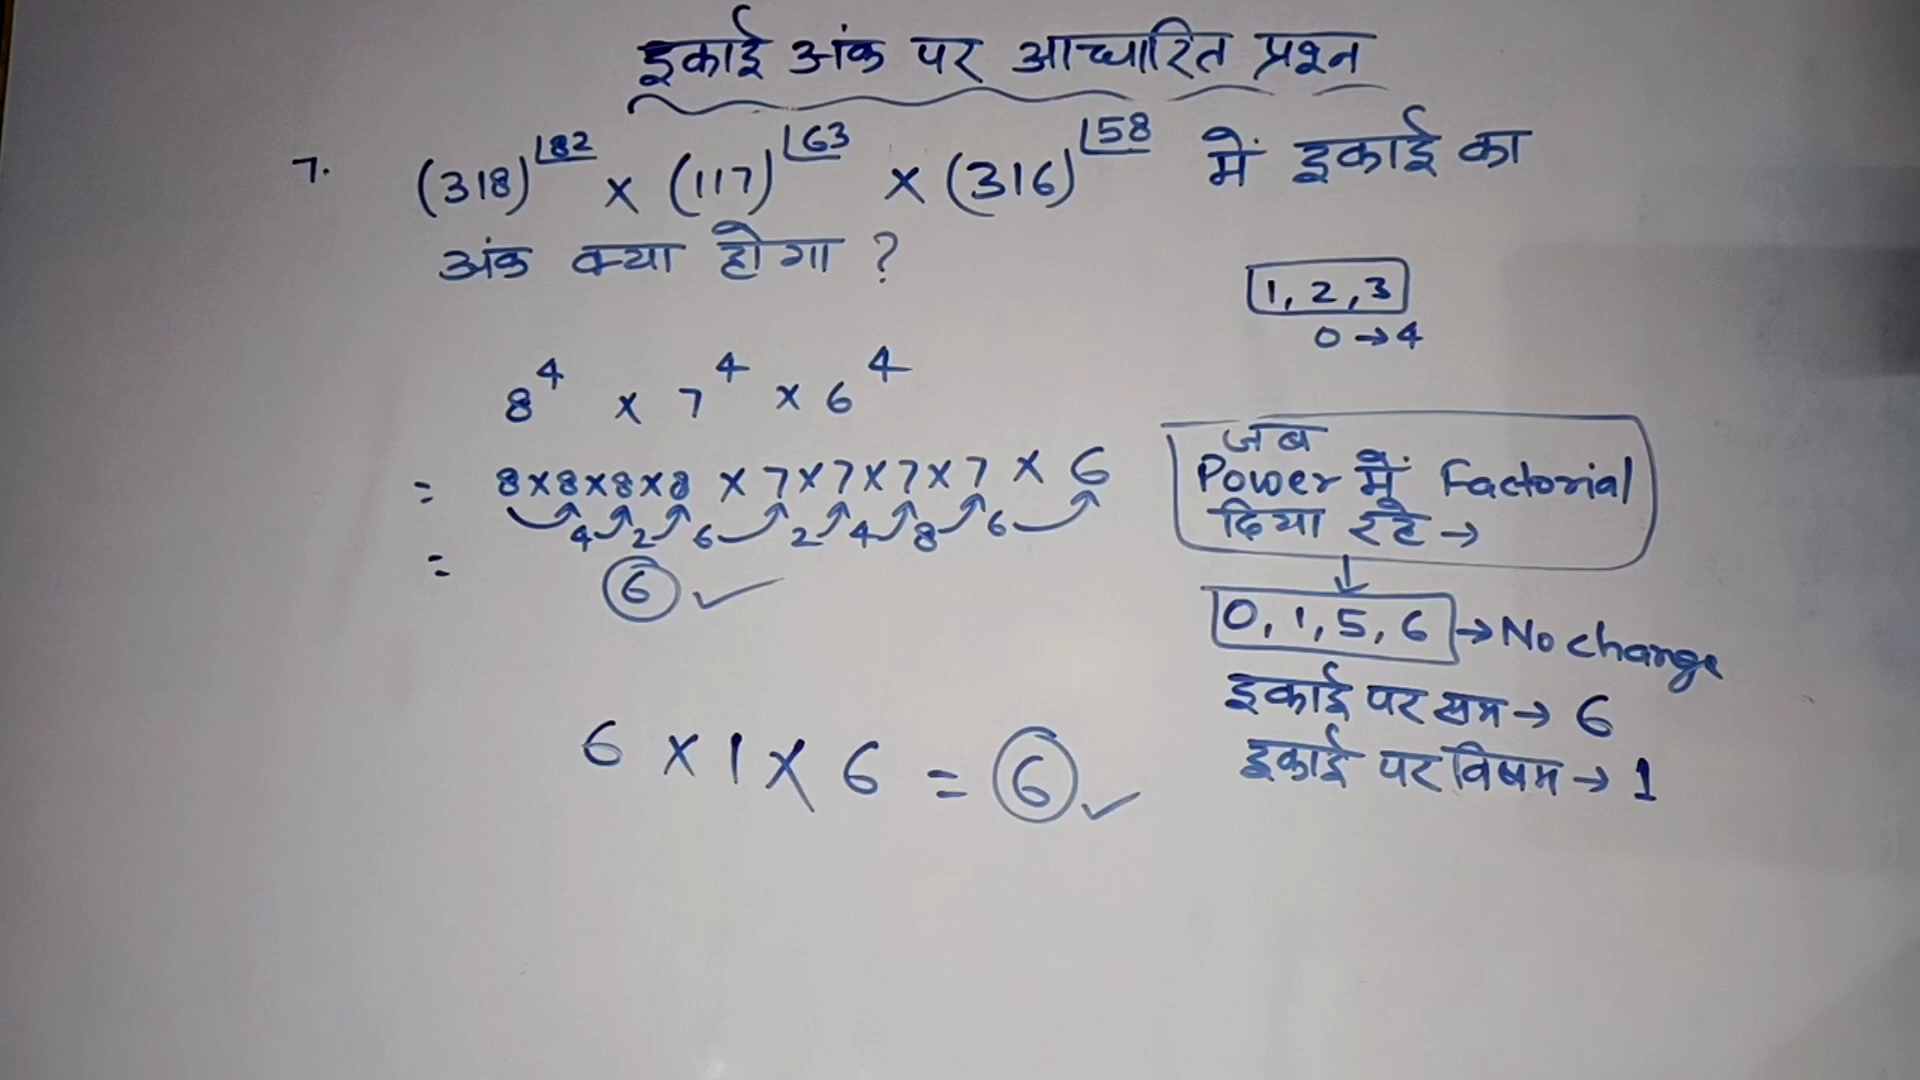 इकाई अंक पर आधारित प्रश्न
7. (318)^|82 × (117)^|63 × (316)^|58 में इकाई का
अंक क्या होगा ?
1, 2, 3
0 → 4
8^4 × 7^4 × 6^4
= 8×8×8×8 × 7×7×7×7 × 6
4 2 6 2 4 8 6
= 6 ✓
जब
Power में Factorial
दिया रहे →
↓
0, 1, 5, 6 → No change
इकाई पर सम → 6
इकाई पर विषम → 1
6 × 1 × 6 = 6 ✓